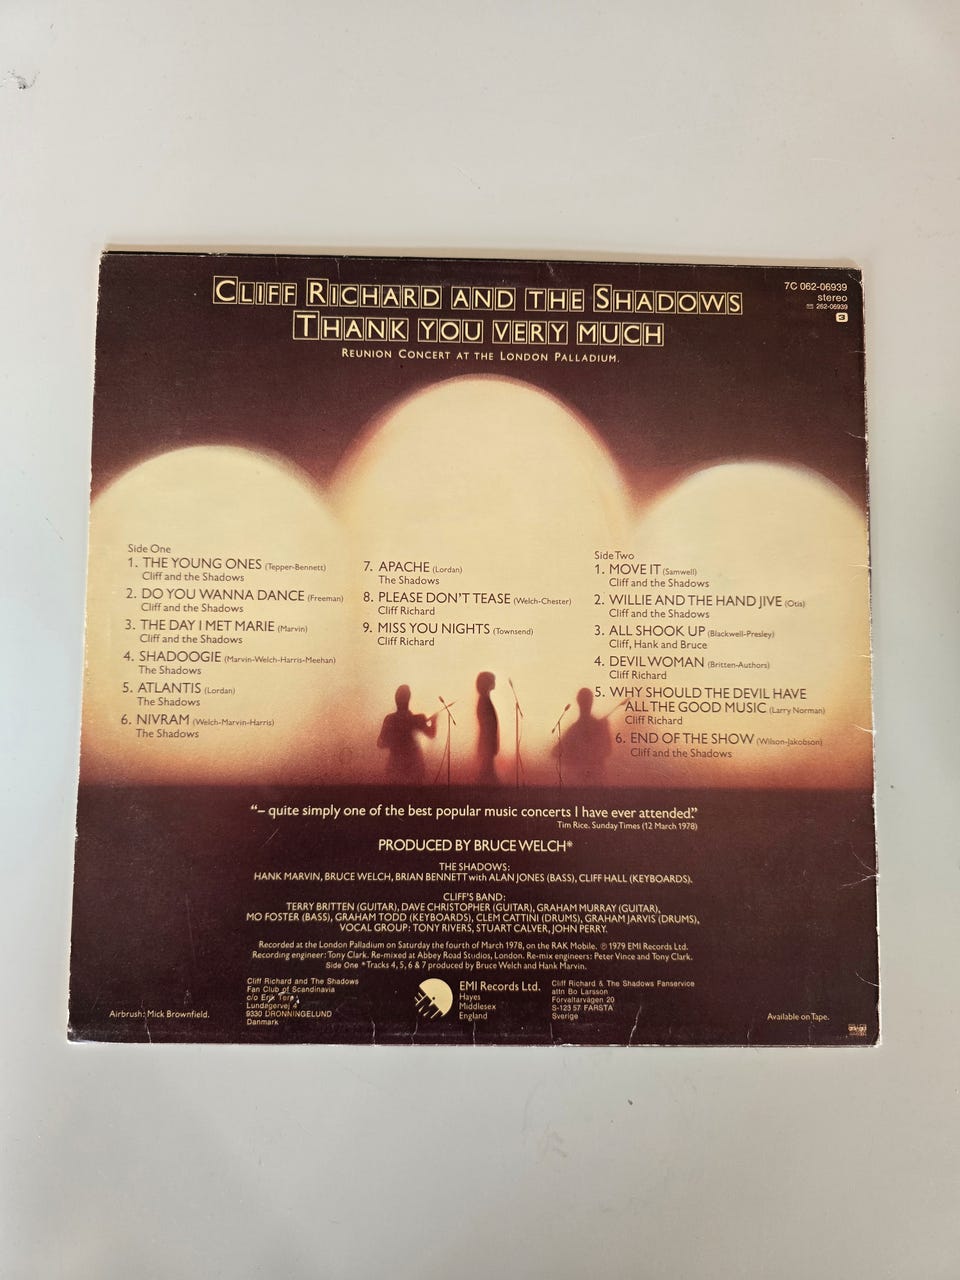 CLIFF RICHARD AND THE SHADOWS
THANK YOU VERY MUCH
REUNION CONCERT AT THE LONDON PALLADIUM.
7C 062-06939
stereo
262-06939
3
Side One
1. THE YOUNG ONES (Tepper-Bennett)
Cliff and the Shadows
2. DO YOU WANNA DANCE (Freeman)
Cliff and the Shadows
3. THE DAY I MET MARIE (Marvin)
Cliff and the Shadows
4. SHADOOGIE (Marvin-Welch-Harris-Meehan)
The Shadows
5. ATLANTIS (Lordan)
The Shadows
6. NIVRAM (Welch-Marvin-Harris)
The Shadows
7. APACHE (Lordan)
The Shadows
8. PLEASE DON'T TEASE (Welch-Chester)
Cliff Richard
9. MISS YOU NIGHTS (Townsend)
Cliff Richard
Side Two
1. MOVE IT (Samwell)
Cliff and the Shadows
2. WILLIE AND THE HAND JIVE (Otis)
Cliff and the Shadows
3. ALL SHOOK UP (Blackwell-Presley)
Cliff, Hank and Bruce
4. DEVIL WOMAN (Britten-Authors)
Cliff Richard
5. WHY SHOULD THE DEVIL HAVE
ALL THE GOOD MUSIC (Larry Norman)
Cliff Richard
6. END OF THE SHOW (Wilson-Jakobson)
Cliff and the Shadows
“– quite simply one of the best popular music concerts I have ever attended.”
Tim Rice. Sunday Times (12 March 1978)
PRODUCED BY BRUCE WELCH*
THE SHADOWS:
HANK MARVIN, BRUCE WELCH, BRIAN BENNETT with ALAN JONES (BASS), CLIFF HALL (KEYBOARDS).
CLIFF'S BAND:
TERRY BRITTEN (GUITAR), DAVE CHRISTOPHER (GUITAR), GRAHAM MURRAY (GUITAR),
MO FOSTER (BASS), GRAHAM TODD (KEYBOARDS), CLEM CATTINI (DRUMS), GRAHAM JARVIS (DRUMS),
VOCAL GROUP: TONY RIVERS, STUART CALVER, JOHN PERRY.
Recorded at the London Palladium on Saturday the fourth of March 1978, on the RAK Mobile. ℗ 1979 EMI Records Ltd.
Recording engineer: Tony Clark. Re-mixed at Abbey Road Studios, London. Re-mix engineers: Peter Vince and Tony Clark.
Side One *Tracks 4, 5, 6 & 7 produced by Bruce Welch and Hank Marvin.
Cliff Richard and The Shadows
Fan Club of Scandinavia
c/o Erik
Lundagervej 4
9330 DRONNINGELUND
Danmark
EMI
EMI Records Ltd.
Hayes
Middlesex
England
Cliff Richard & The Shadows Fanservice
attn Bo Larsson
Förvaltarvägen 20
S-123 57 FARSTA
Sverige
Airbrush: Mick Brownfield.
Available on Tape.